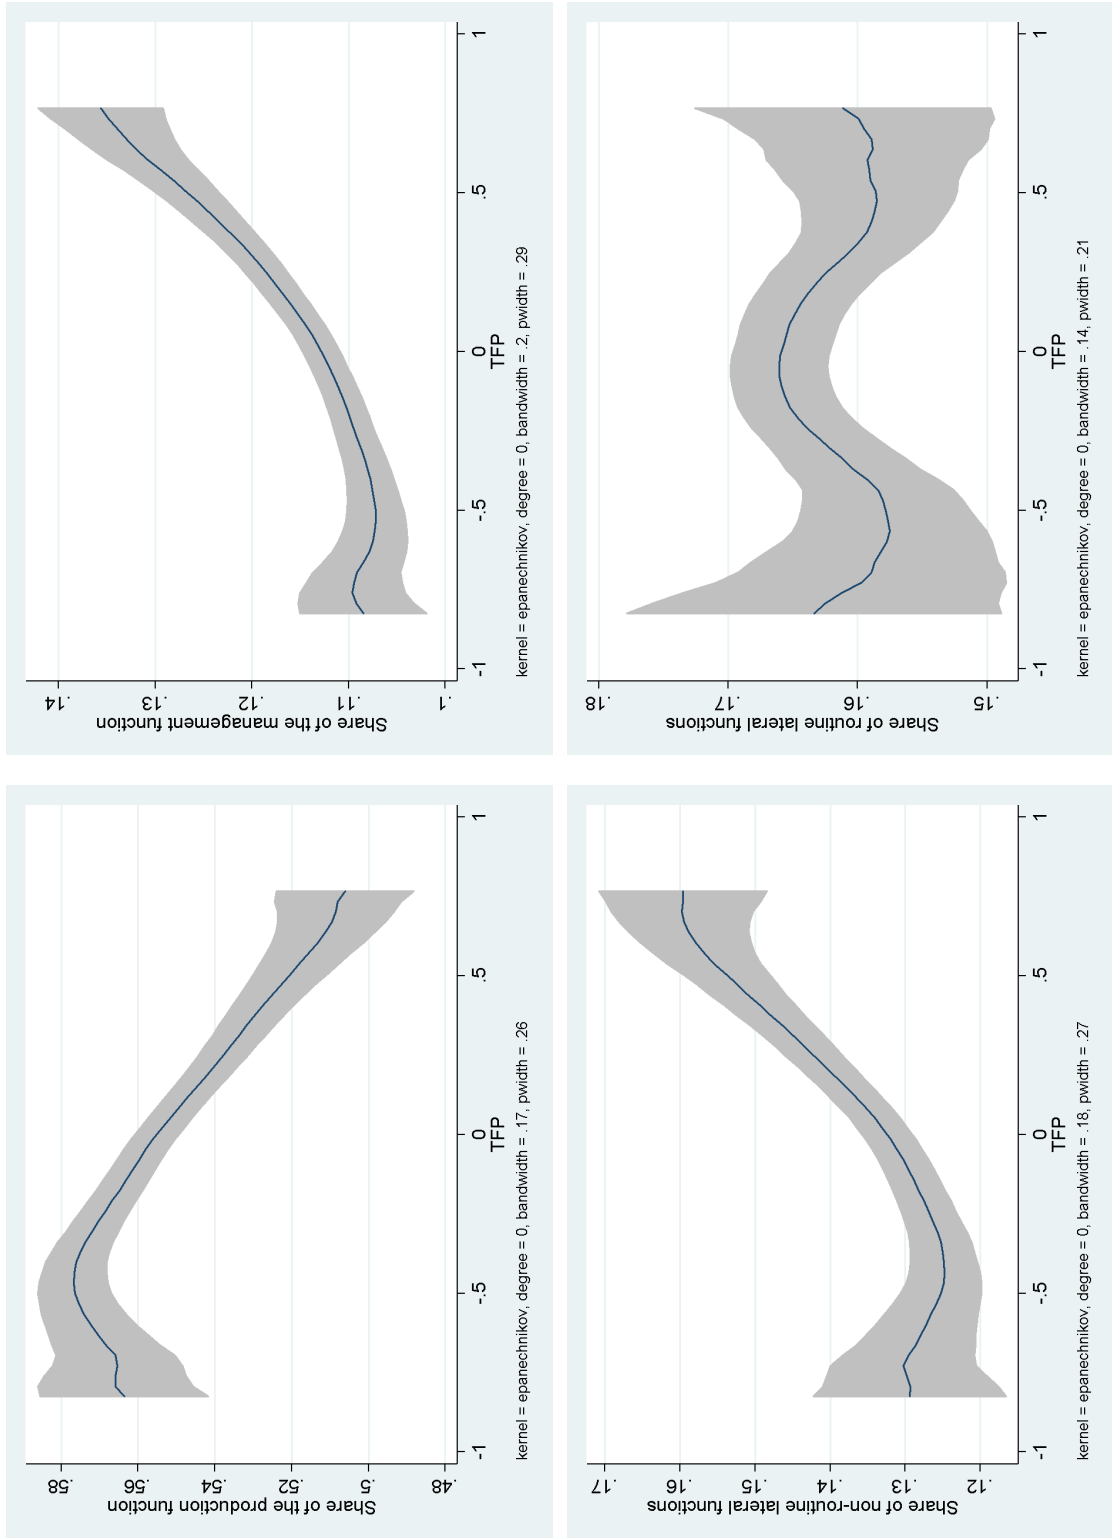 Share of the production function
.58
.56
.54
.52
.5
.48
-1 -.5 0 .5 1
TFP
kernel = epanechnikov, degree = 0, bandwidth = .17, pwidth = .26
Share of the management function
.14
.13
.12
.11
.1
-1 -.5 0 .5 1
TFP
kernel = epanechnikov, degree = 0, bandwidth = .2, pwidth = .29
Share of non-routine lateral functions
.17
.16
.15
.14
.13
.12
-1 -.5 0 .5 1
TFP
kernel = epanechnikov, degree = 0, bandwidth = .18, pwidth = .27
Share of routine lateral functions
.18
.17
.16
.15
-1 -.5 0 .5 1
TFP
kernel = epanechnikov, degree = 0, bandwidth = .14, pwidth = .21